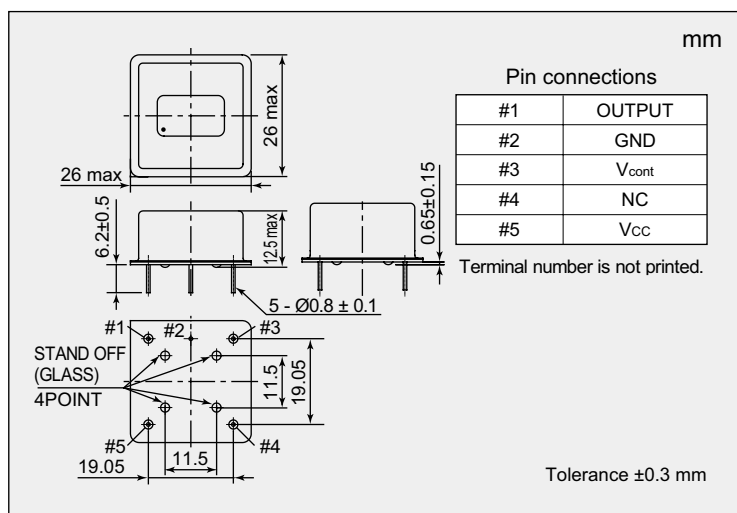 mm
Pin connections
#1 OUTPUT
#2 GND
#3 Vcont
#4 NC
#5 VCC
Terminal number is not printed.
26 max
26 max
6.2±0.5
12.5 max
0.65±0.15
5 - Ø0.8 ± 0.1
#1 #2 #3
STAND OFF
(GLASS)
4POINT
11.5
19.05
#5 #4
19.05
11.5
Tolerance ±0.3 mm